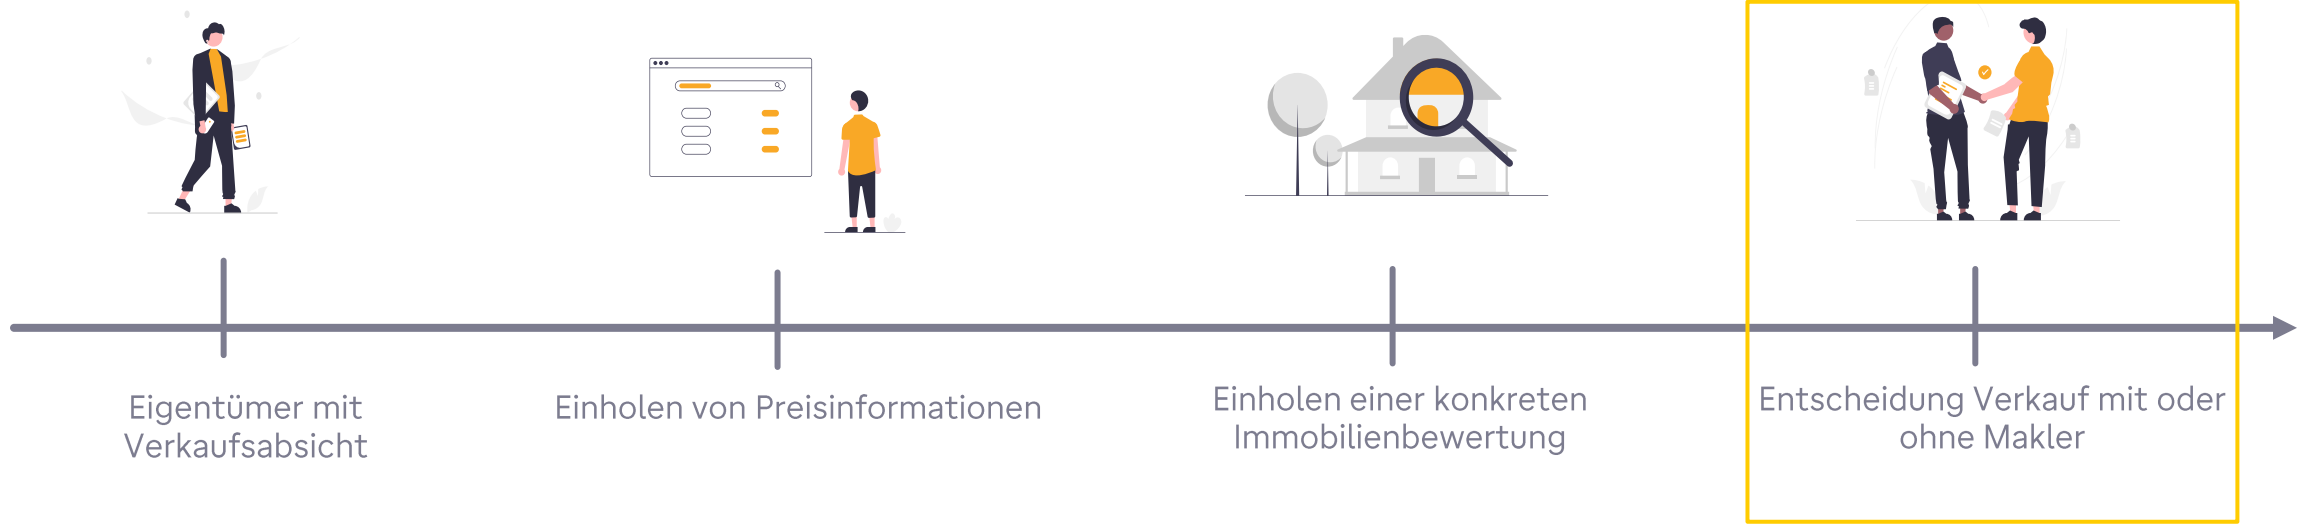 Eigentümer mit
Verkaufsabsicht
Einholen von Preisinformationen
Einholen einer konkreten
Immobilienbewertung
Entscheidung Verkauf mit oder
ohne Makler